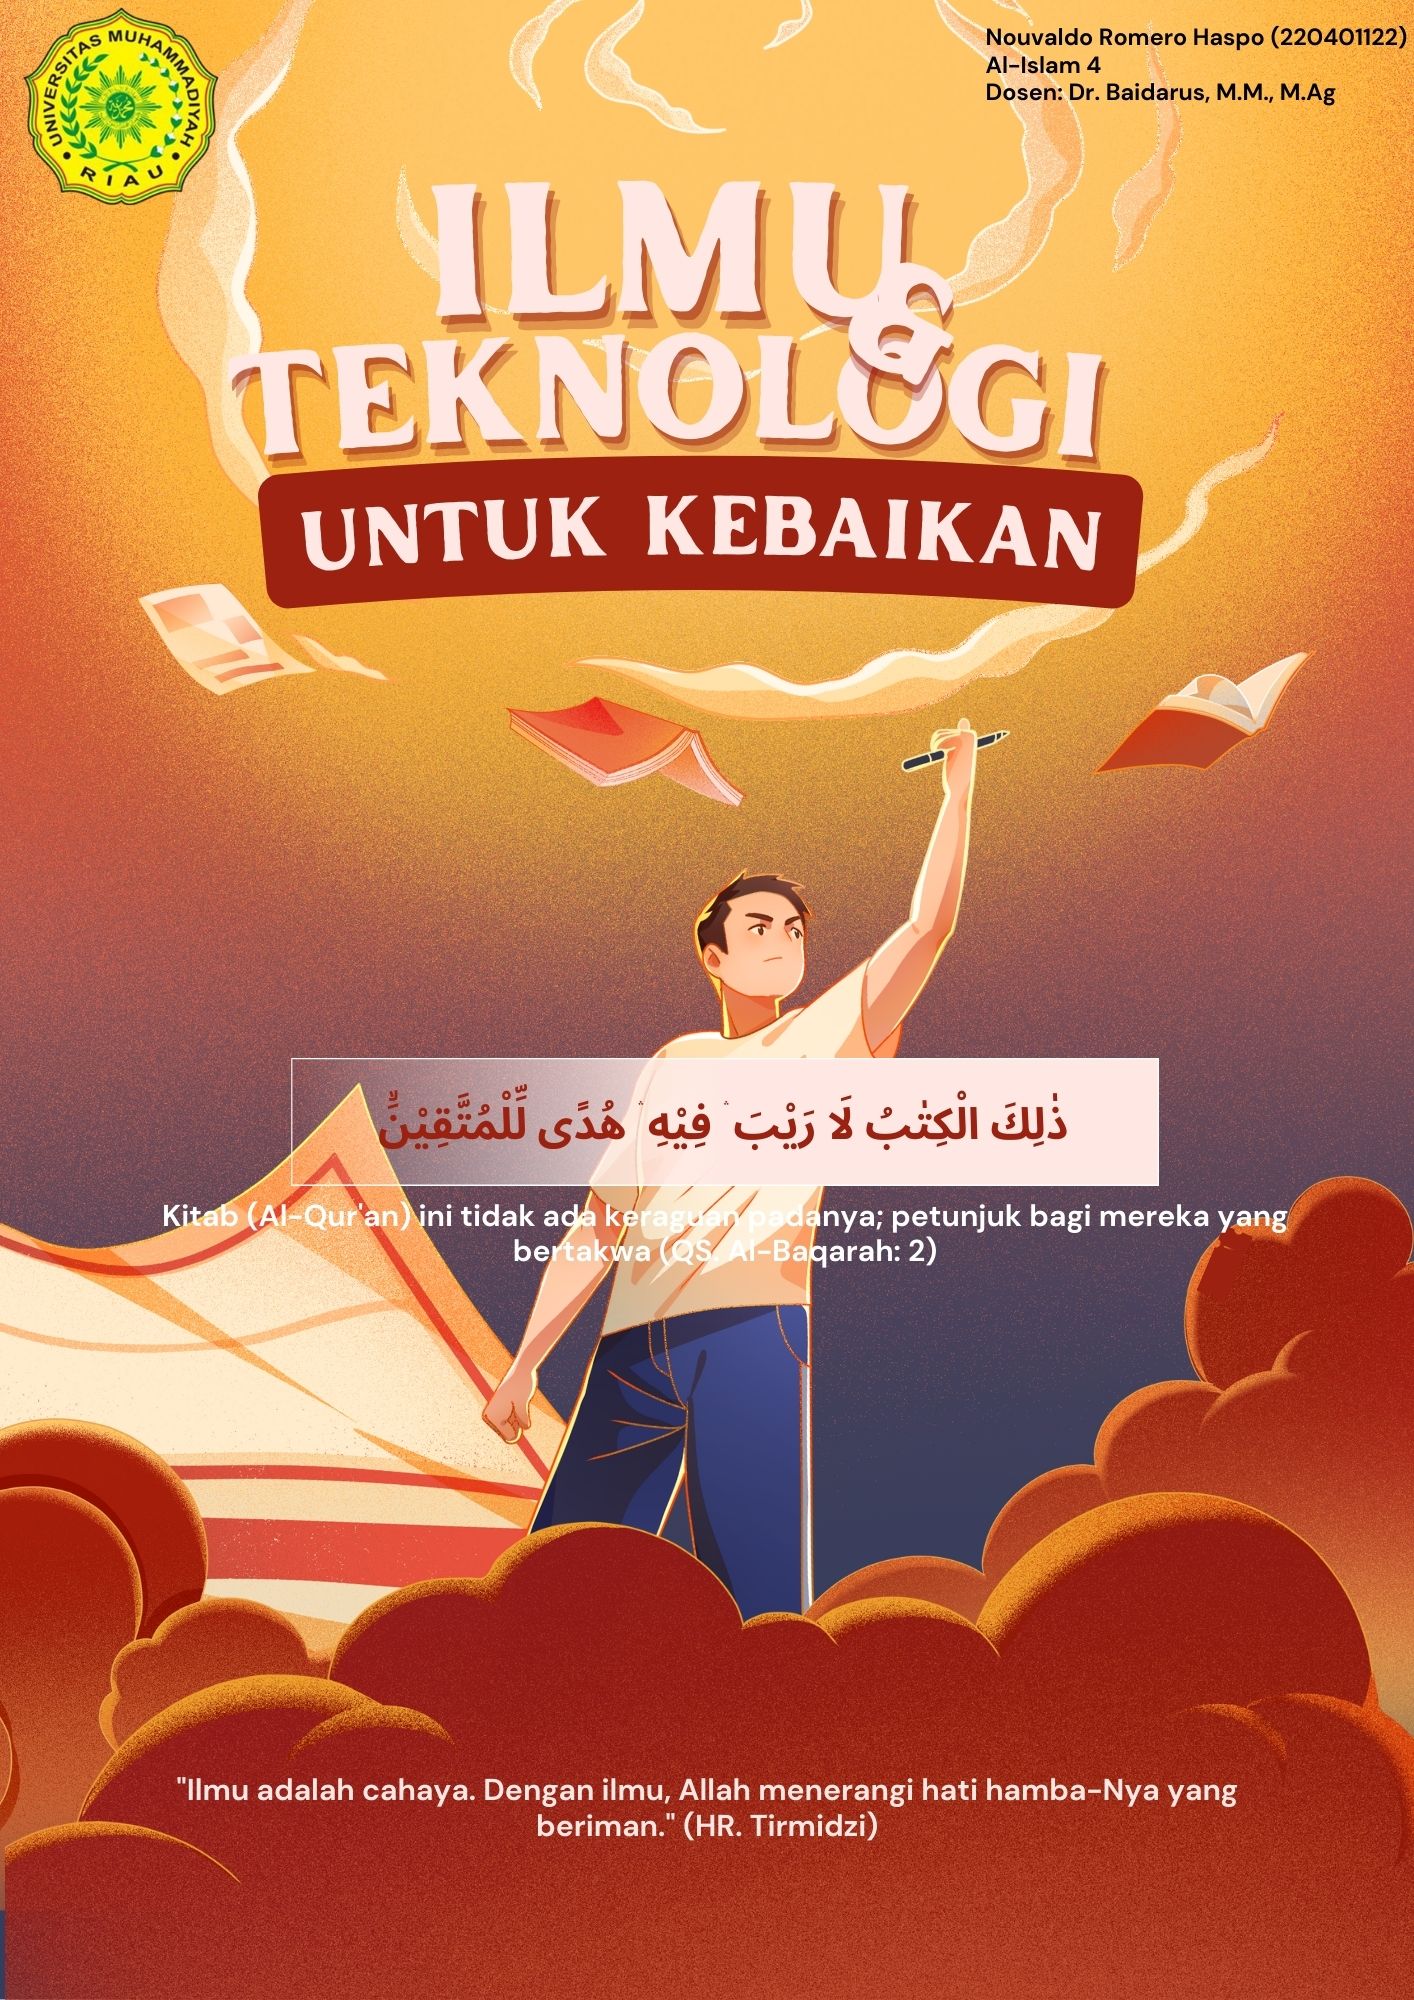 UNIVERSITAS MUHAMMADIYAH
RIAU
Nouvaldo Romero Haspo (220401122)
Al-Islam 4
Dosen: Dr. Baidarus, M.M., M.Ag
ILMU
&
TEKNOLOGI
UNTUK KEBAIKAN
ذٰلِكَ الْكِتٰبُ لَا رَيْبَ ۛ فِيْهِ ۛ هُدًى لِّلْمُتَّقِيْنَۙ
Kitab (Al-Qur'an) ini tidak ada keraguan padanya; petunjuk bagi mereka yang
bertakwa (QS. Al-Baqarah: 2)
"Ilmu adalah cahaya. Dengan ilmu, Allah menerangi hati hamba-Nya yang
beriman." (HR. Tirmidzi)